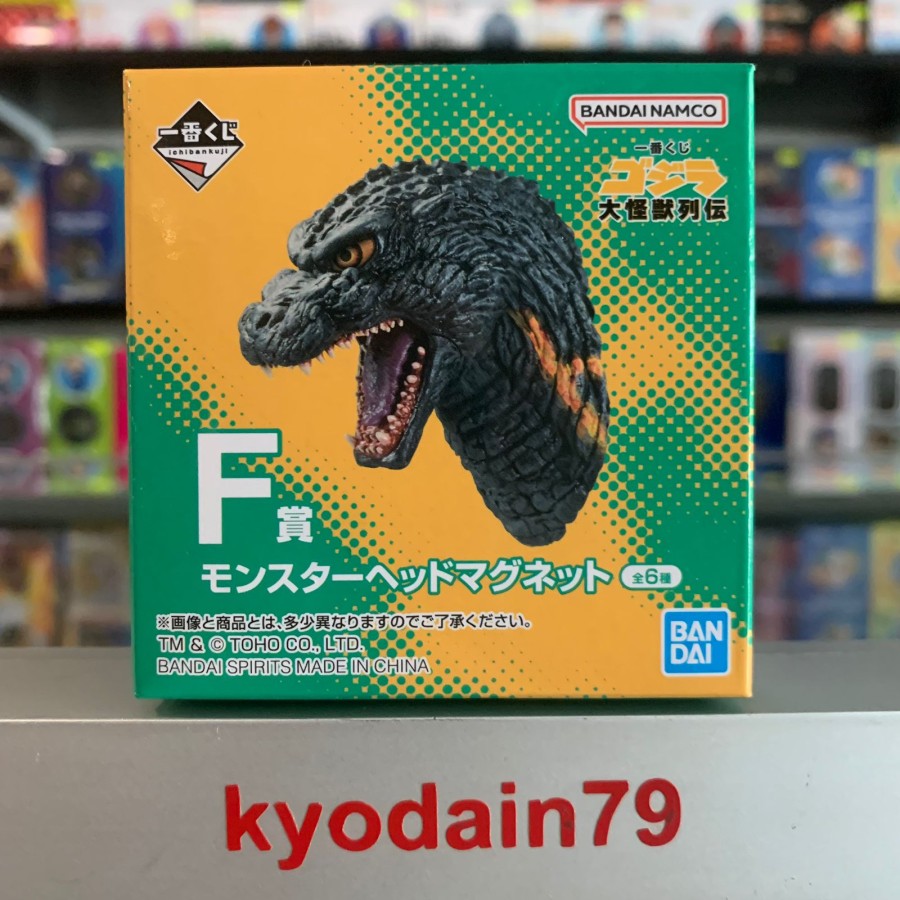 一番くじ
ichibankuji
BANDAI NAMCO
一番くじ
ゴジラ
大怪獣列伝
F賞
モンスターヘッドマグネット 全6種
※画像と商品とは、多少異なりますのでご了承ください。
TM & © TOHO CO., LTD.
BANDAI SPIRITS MADE IN CHINA
BAN
DAI
kyodain79